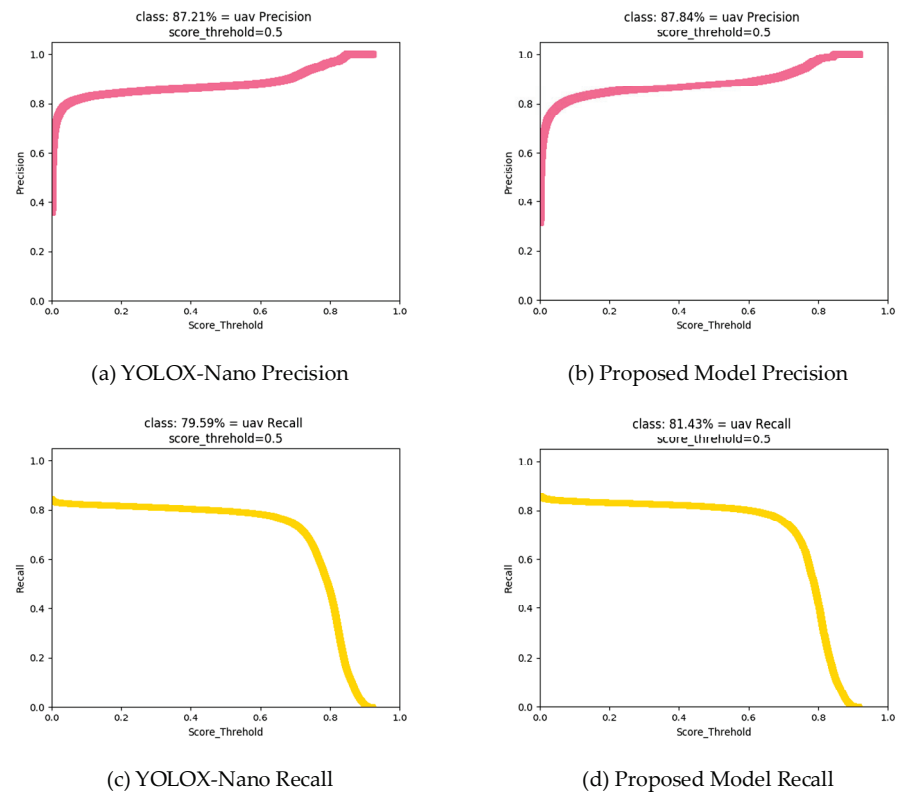 class: 87.21% = uav Precision
score_threhold=0.5
1.0
0.8
0.6
0.4
0.2
0.0
Precision
0.0 0.2 0.4 0.6 0.8 1.0
Score_Threhold
(a) YOLOX-Nano Precision
class: 87.84% = uav Precision
score_threhold=0.5
1.0
0.8
0.6
0.4
0.2
0.0
Precision
0.0 0.2 0.4 0.6 0.8 1.0
Score_Threhold
(b) Proposed Model Precision
class: 79.59% = uav Recall
score_threhold=0.5
1.0
0.8
0.6
0.4
0.2
0.0
Recall
0.0 0.2 0.4 0.6 0.8 1.0
Score_Threhold
(c) YOLOX-Nano Recall
class: 81.43% = uav Recall
score_threhold=0.5
1.0
0.8
0.6
0.4
0.2
0.0
Recall
0.0 0.2 0.4 0.6 0.8 1.0
Score_Threhold
(d) Proposed Model Recall